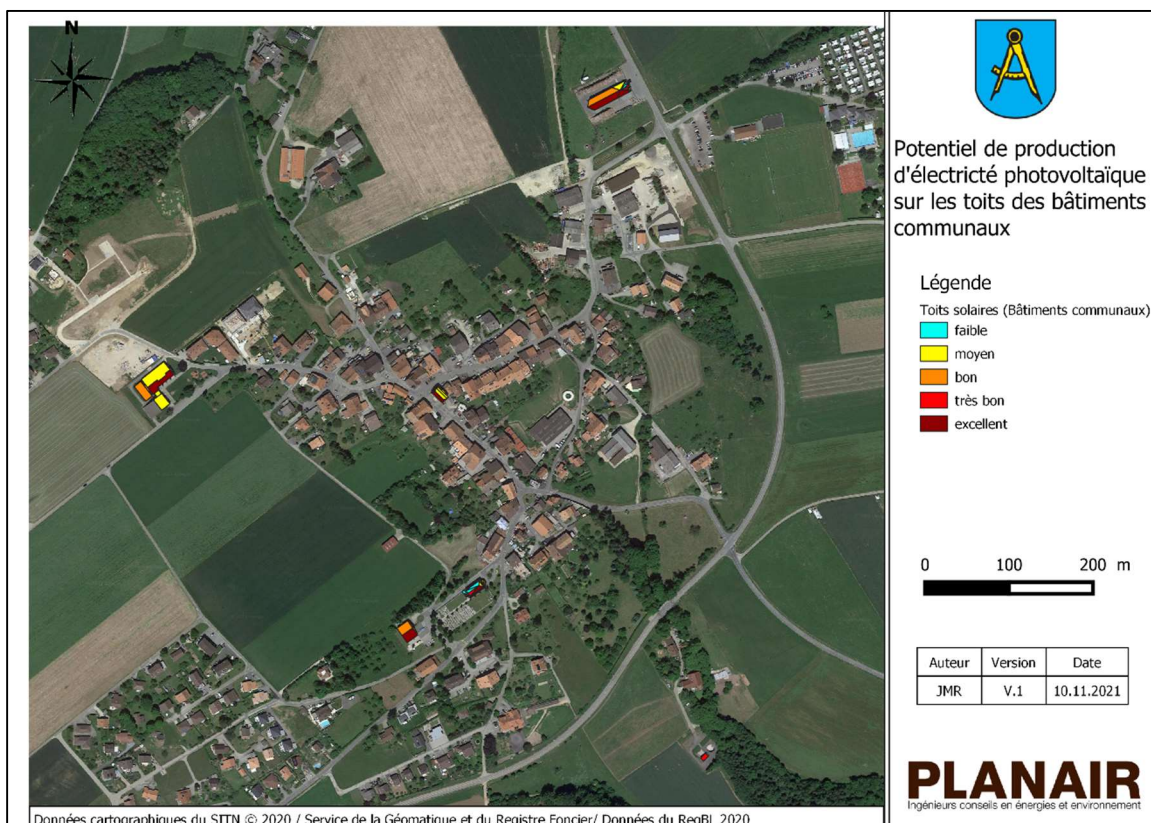 N
Potentiel de production
d'électricté photovoltaïque
sur les toits des bâtiments
communaux
Légende
Toits solaires (Bâtiments communaux)
faible
moyen
bon
très bon
excellent
0 100 200 m
Auteur Version Date
JMR V.1 10.11.2021
PLANAIR
Ingénieurs conseils en énergies et environnement
Données cartographiques du SITN © 2020 / Service de la Géomatique et du Registre Foncier/ Données du RegBL 2020